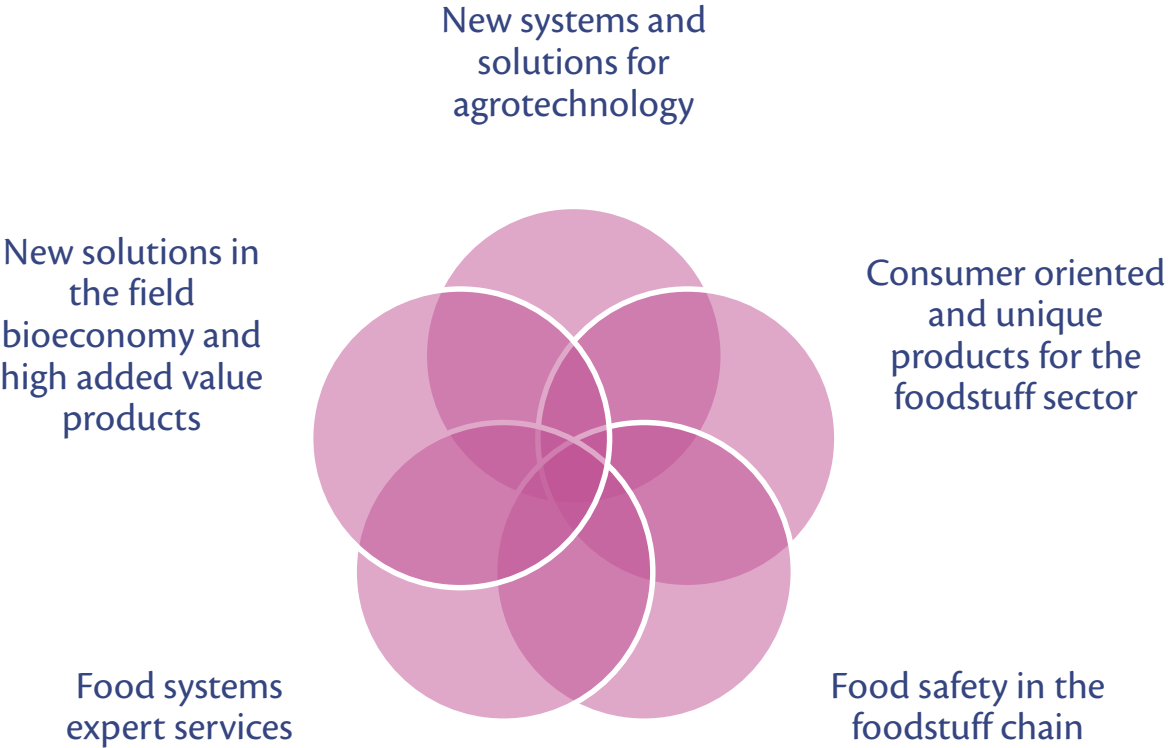 New systems and
solutions for
agrotechnology
New solutions in
the field
bioeconomy and
high added value
products
Consumer oriented
and unique
products for the
foodstuff sector
Food systems
expert services
Food safety in the
foodstuff chain